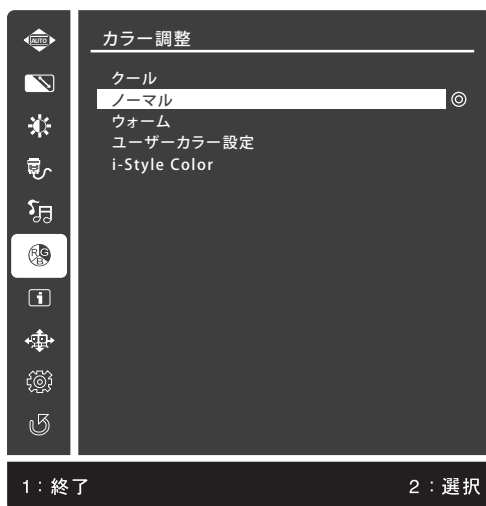 AUTO
カラー調整
クール
ノーマル
ウォーム
ユーザーカラー設定
i-Style Color
R G
B
i
1：終了
2：選択